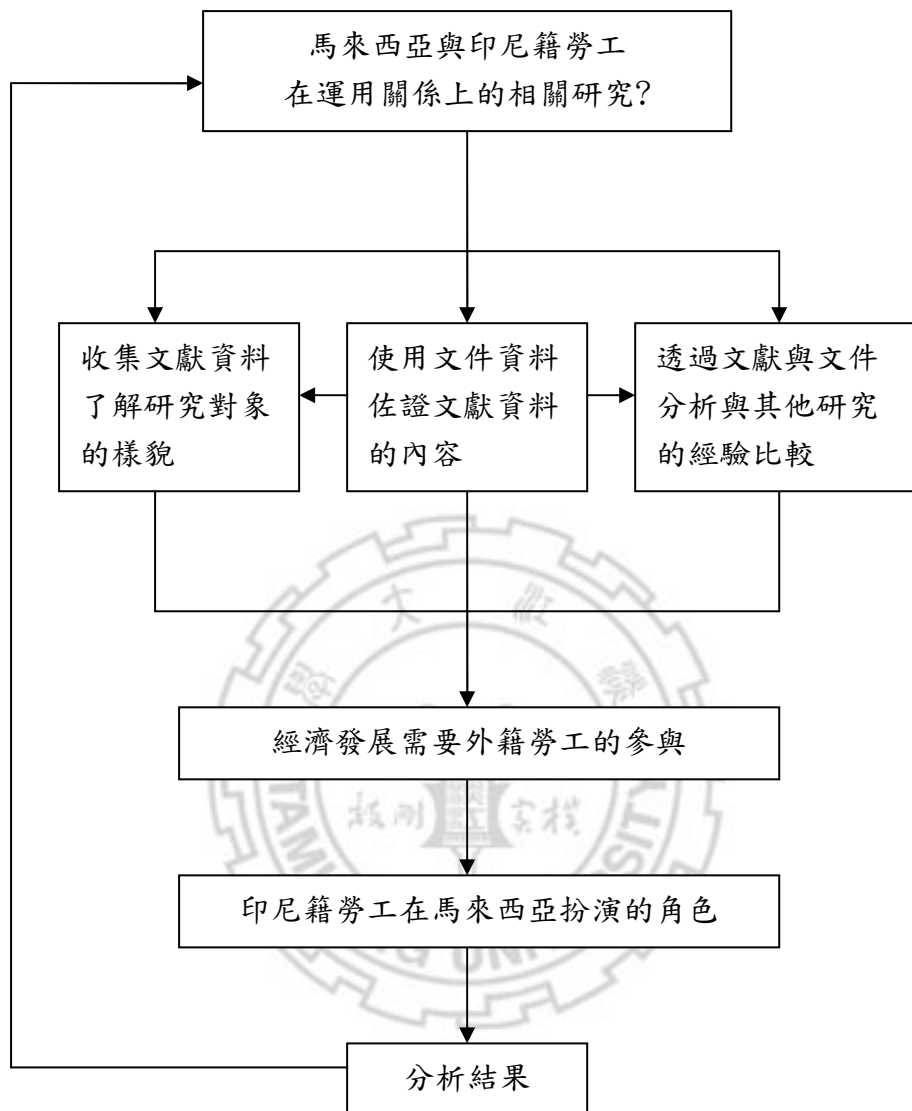 馬來西亞與印尼籍勞工
在運用關係上的相關研究?
收集文獻資料
了解研究對象
的樣貌
使用文件資料
佐證文獻資料
的內容
透過文獻與文件
分析與其他研究
的經驗比較
經濟發展需要外籍勞工的參與
印尼籍勞工在馬來西亞扮演的角色
分析結果